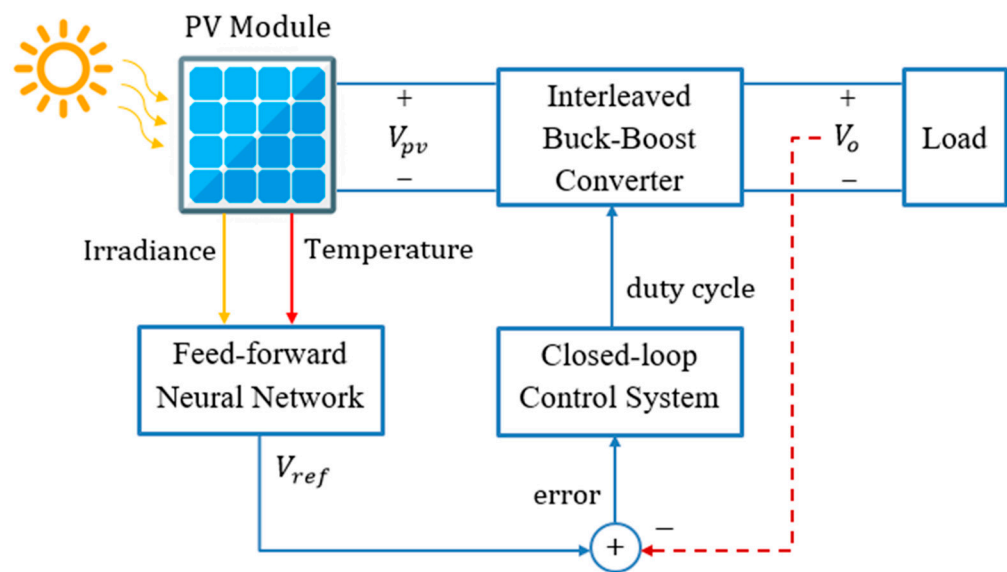 PV Module
+
V_pv
−
Interleaved
Buck-Boost
Converter
+
V_o
−
Load
Irradiance
Temperature
duty cycle
Feed-forward
Neural Network
Closed-loop
Control System
V_ref
error
−
+